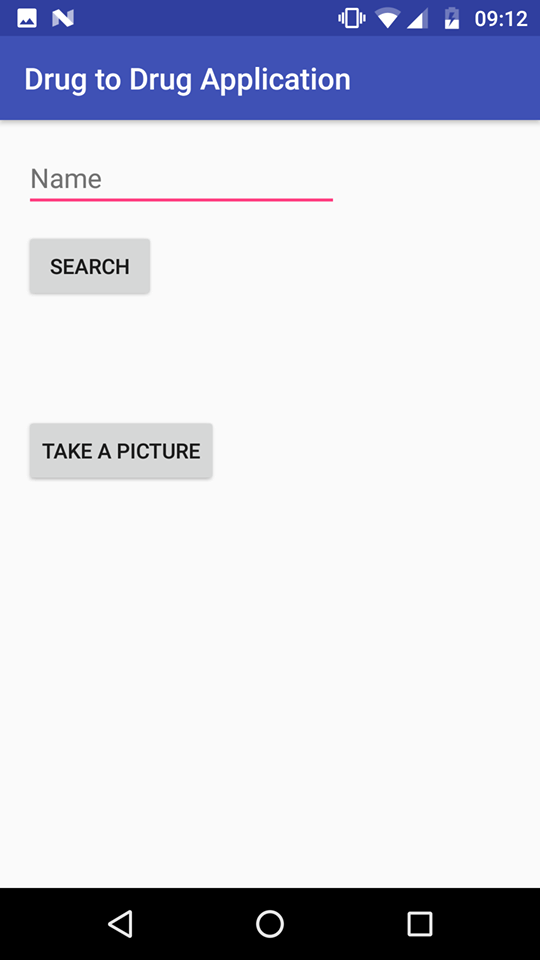 09:12
Drug to Drug Application
Name
SEARCH
TAKE A PICTURE